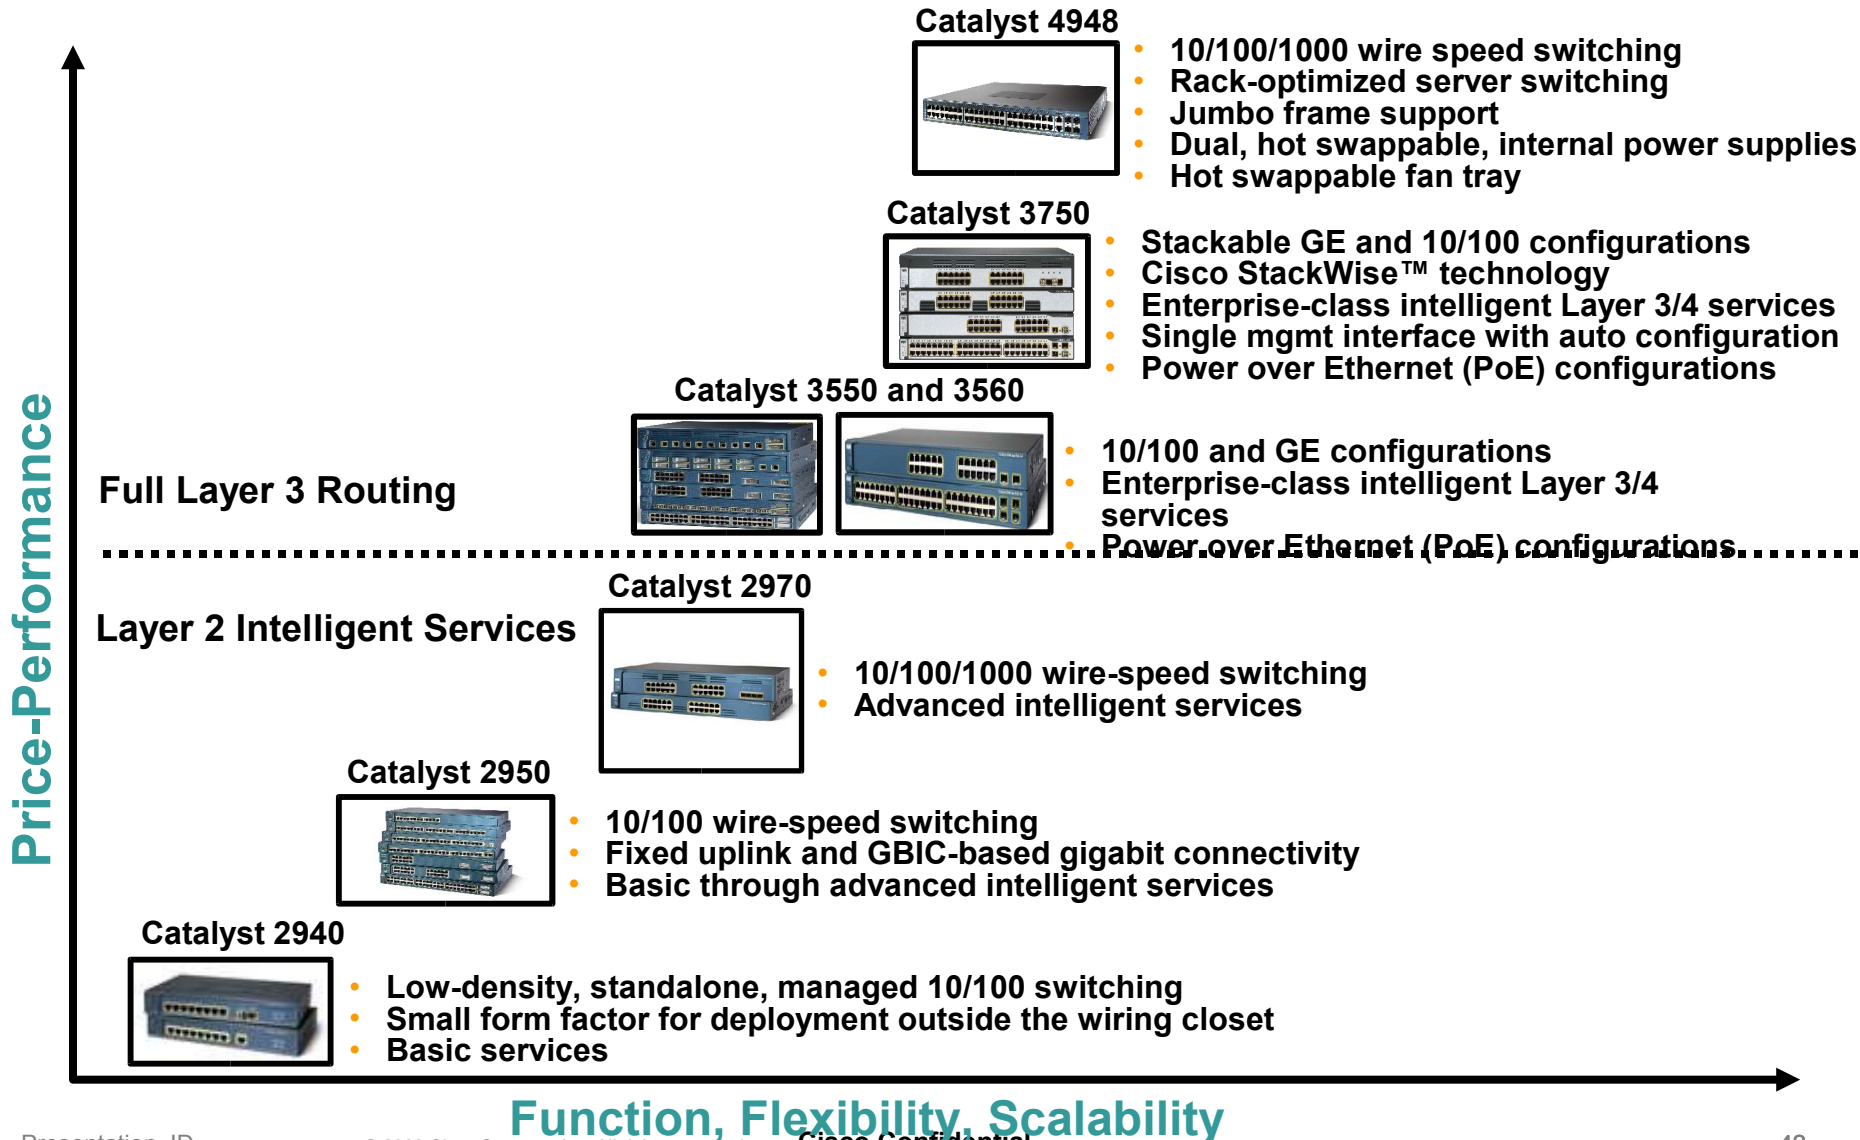 Catalyst 4948
10/100/1000 wire speed switching
Rack-optimized server switching
Jumbo frame support
Dual, hot swappable, internal power supplies
Hot swappable fan tray
Catalyst 3750
Stackable GE and 10/100 configurations
Cisco StackWise™ technology
Enterprise-class intelligent Layer 3/4 services
Single mgmt interface with auto configuration
Power over Ethernet (PoE) configurations
Catalyst 3550 and 3560
10/100 and GE configurations
Enterprise-class intelligent Layer 3/4
services
Power over Ethernet (PoE) configurations
Full Layer 3 Routing
Layer 2 Intelligent Services
Catalyst 2970
10/100/1000 wire-speed switching
Advanced intelligent services
Catalyst 2950
10/100 wire-speed switching
Fixed uplink and GBIC-based gigabit connectivity
Basic through advanced intelligent services
Catalyst 2940
Low-density, standalone, managed 10/100 switching
Small form factor for deployment outside the wiring closet
Basic services
Price-Performance
Function, Flexibility, Scalability
Presentation_ID
Cisco Confidential